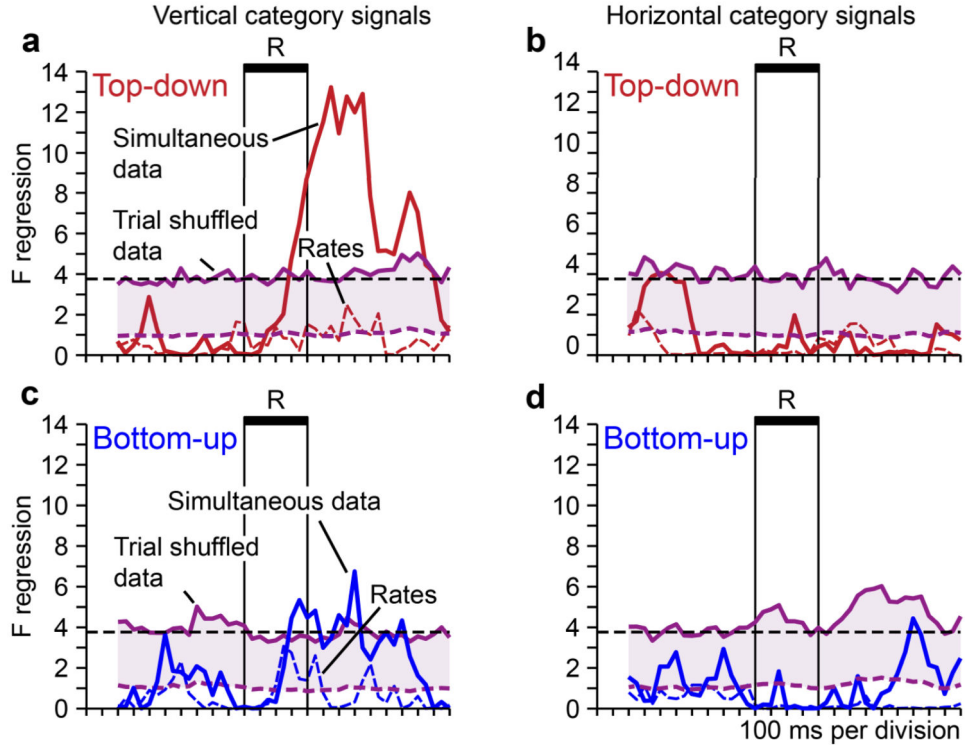 Vertical category signals
Horizontal category signals
a
R
b
R
14
12
10
8
6
4
2
0
F regression
Top-down
Simultaneous
data
Trial shuffled
data
Rates
14
12
10
8
6
4
2
0
Top-down
c
R
d
R
14
12
10
8
6
4
2
0
F regression
Bottom-up
Simultaneous data
Trial shuffled
data
Rates
14
12
10
8
6
4
2
0
Bottom-up
100 ms per division